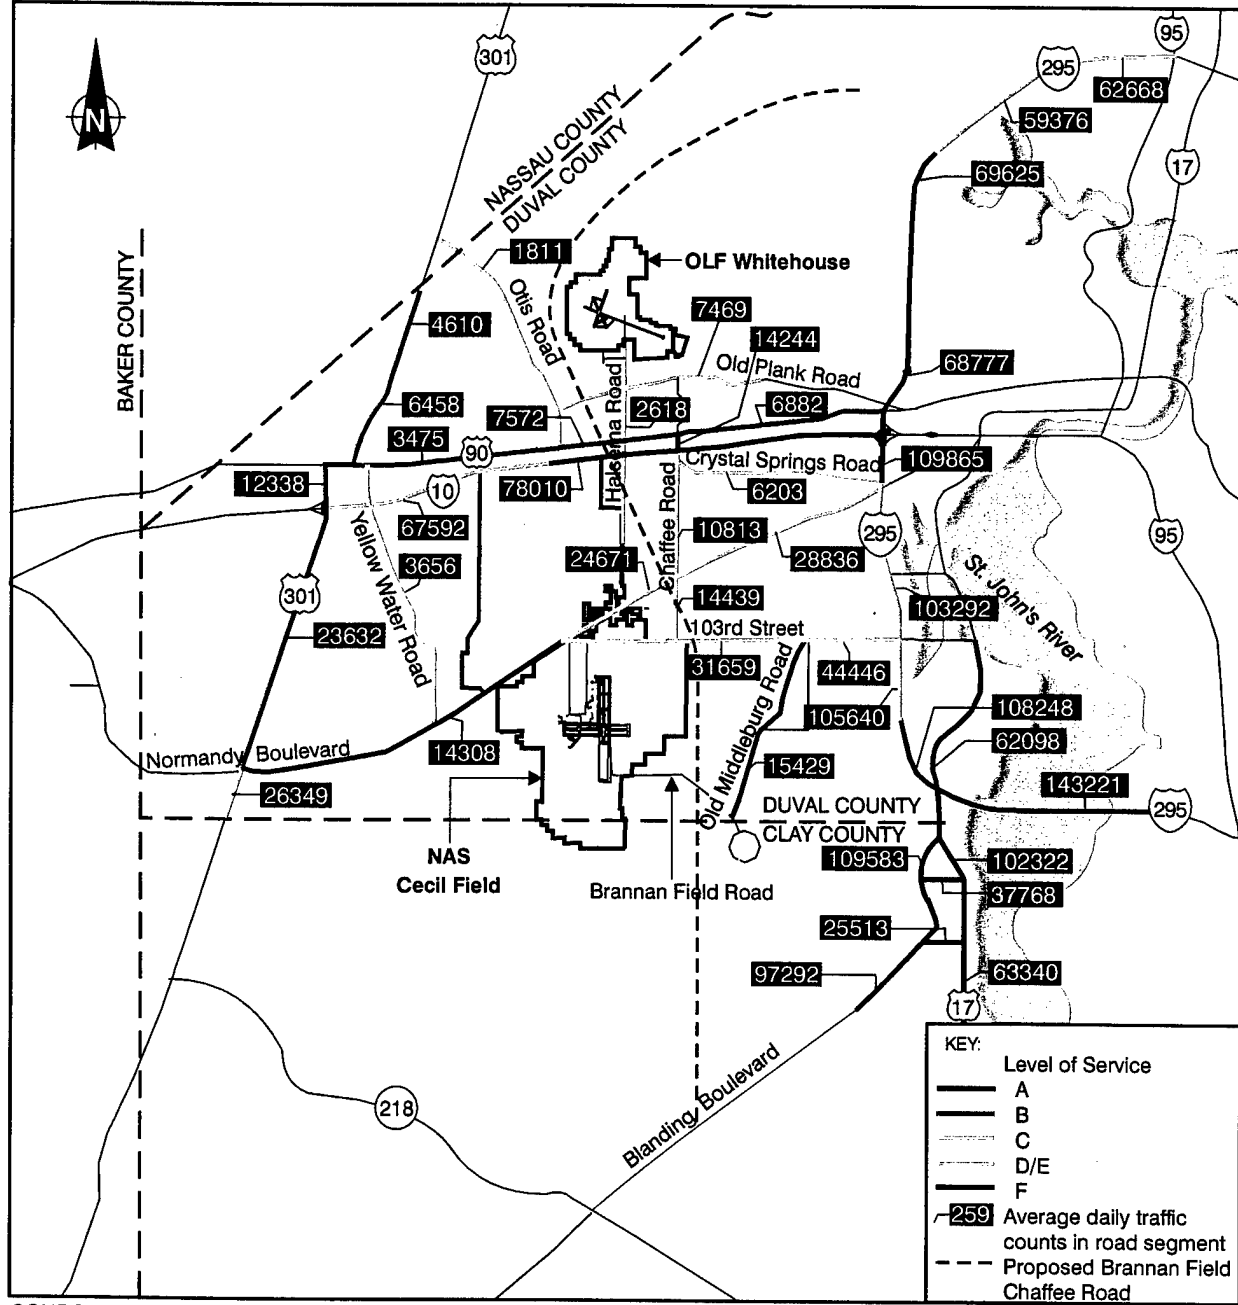 95
301
295
62668
59376
N
17
69625
NASSAU COUNTY
DUVAL COUNTY
1811
OLF Whitehouse
BAKER COUNTY
Otis Road
4610
7469
14244
Old Plank Road
68777
6458
Halsema Road
2618
6882
7572
3475
90
Crystal Springs Road
109865
12338
10
78010
6203
67592
Yellow Water Road
Chaffee Road
10813
295
95
3656
24671
28836
St. John's River
301
14439
103292
103rd Street
23632
31659
44446
Old Middleburg Road
105640
108248
Normandy Boulevard
14308
62098
15429
26349
143221
DUVAL COUNTY
295
CLAY COUNTY
NAS
Cecil Field
109583
102322
Brannan Field Road
37768
25513
97292
63340
17
KEY:
Level of Service
A
B
C
D/E
F
259 Average daily traffic
counts in road segment
Proposed Brannan Field
Chaffee Road
218
Blanding Boulevard